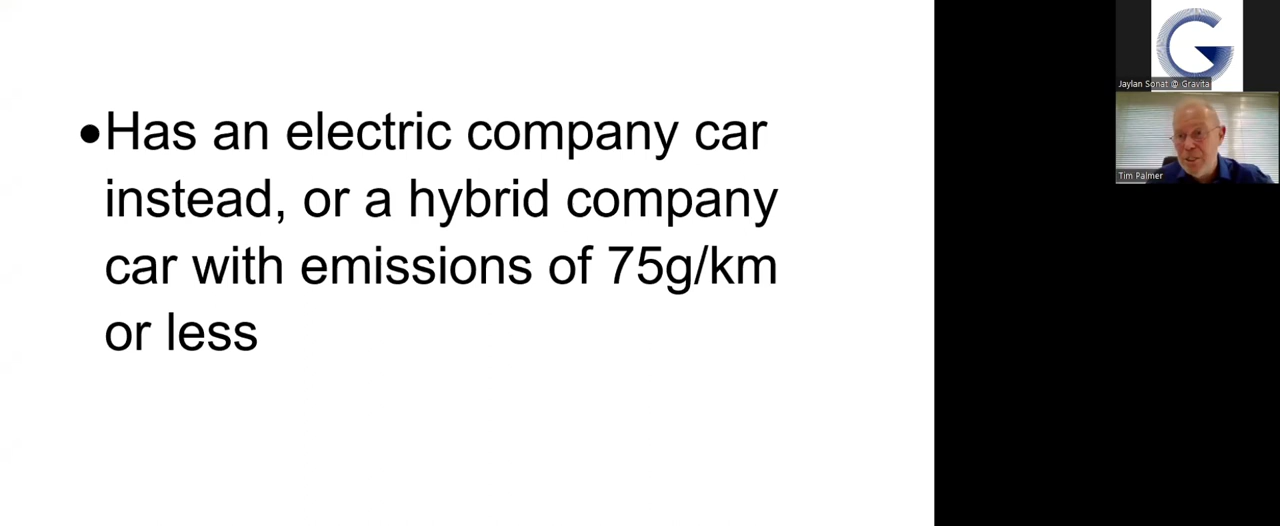 •Has an electric company car
instead, or a hybrid company
car with emissions of 75g/km
or less
G
Jaylan Sonat @ Gravita
Tim Palmer